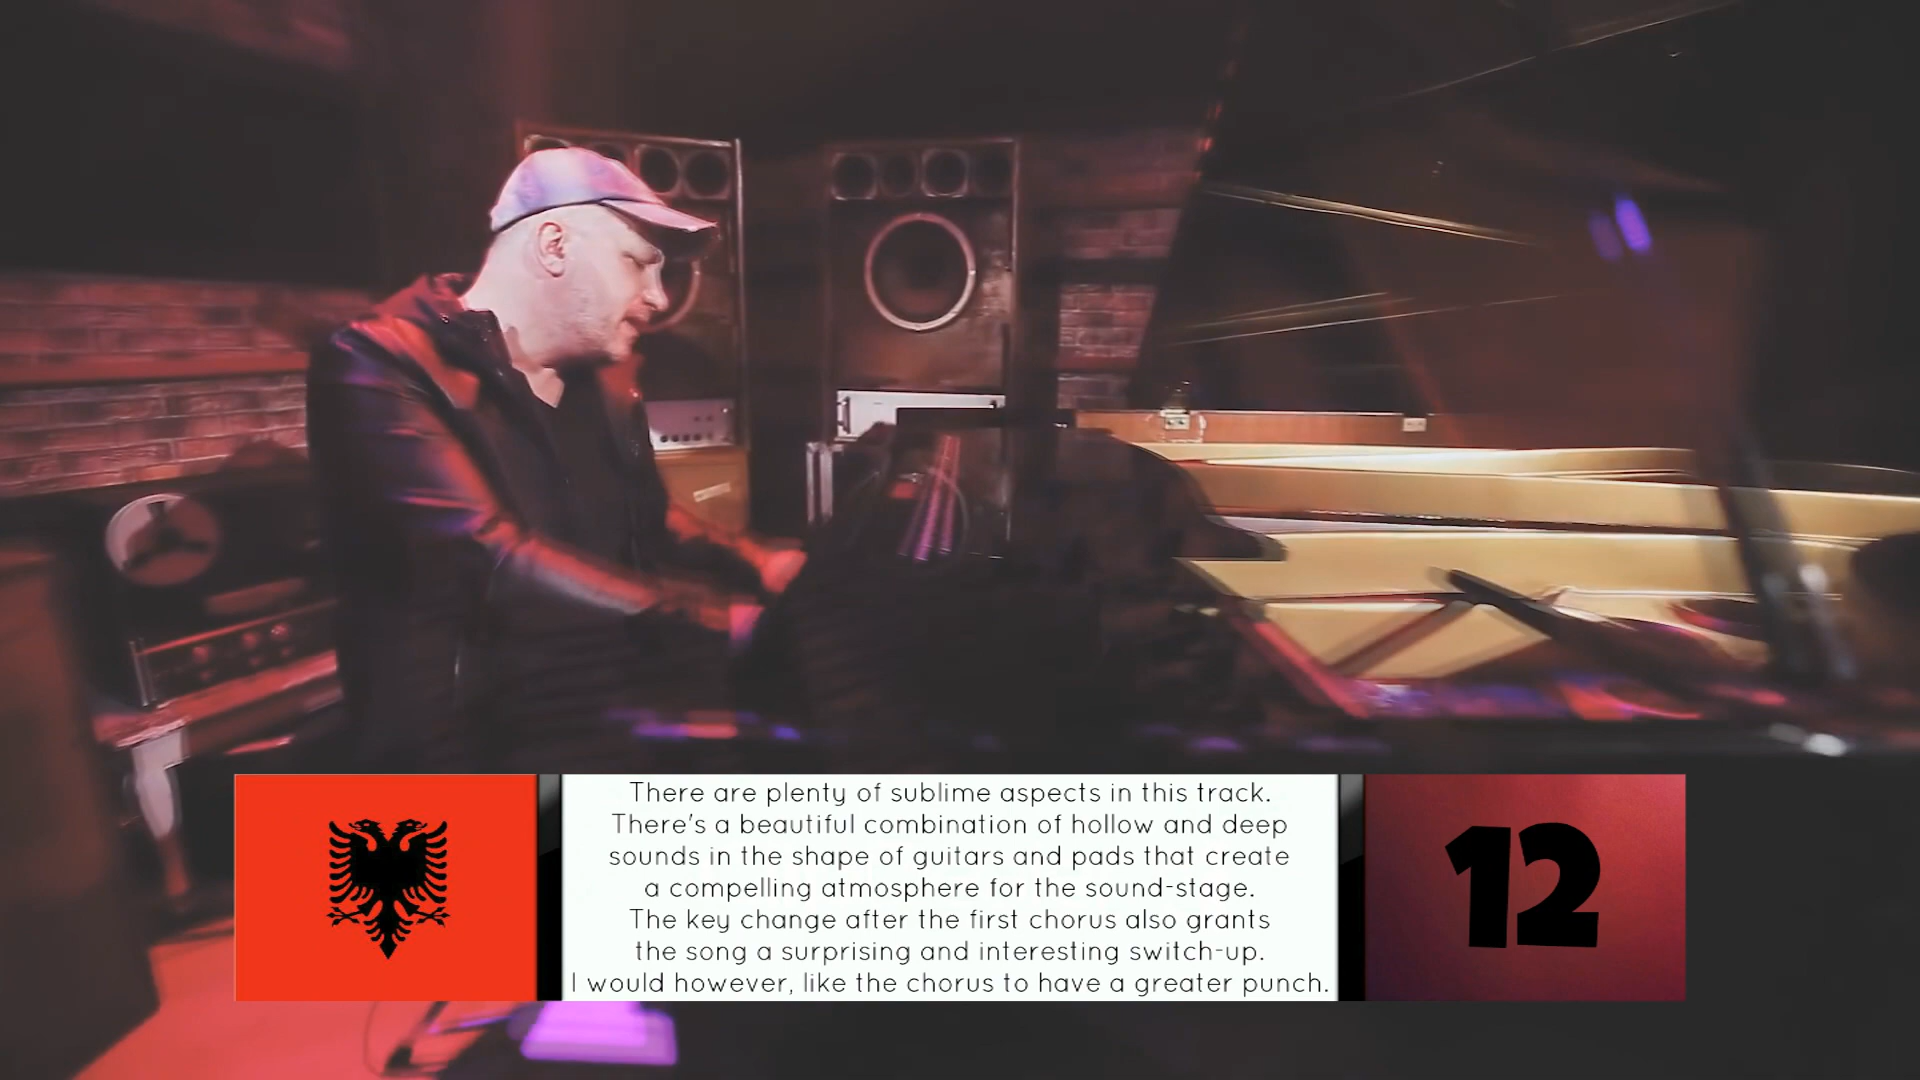 There are plenty of sublime aspects in this track.
There's a beautiful combination of hollow and deep
sounds in the shape of guitars and pads that create
a compelling atmosphere for the sound-stage.
The key change after the first chorus also grants
the song a surprising and interesting switch-up.
I would however, like the chorus to have a greater punch.
12